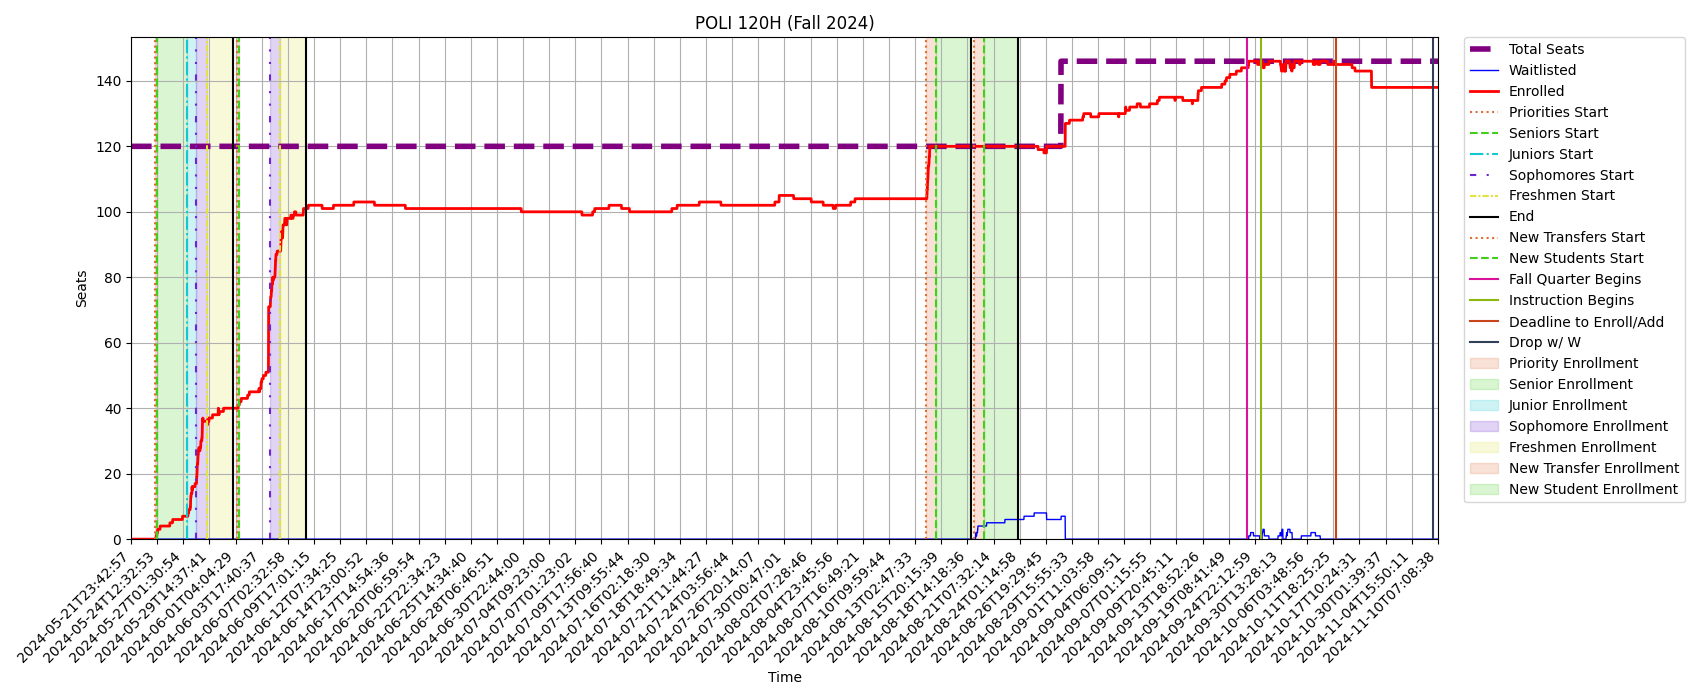 POLI 120H (Fall 2024)
Seats
140
120
100
80
60
40
20
0
2024-05-21T23:42:57
2024-05-24T12:32:53
2024-05-27T01:30:54
2024-05-29T14:37:41
2024-06-01T04:04:29
2024-06-03T17:40:37
2024-06-07T02:32:58
2024-06-09T17:01:15
2024-06-12T07:34:25
2024-06-14T23:00:52
2024-06-17T14:54:36
2024-06-20T06:59:54
2024-06-22T22:34:23
2024-06-25T14:34:40
2024-06-28T06:46:51
2024-06-30T22:44:00
2024-07-04T09:23:00
2024-07-07T01:23:02
2024-07-09T17:56:40
2024-07-13T09:55:44
2024-07-16T02:18:30
2024-07-18T18:49:34
2024-07-21T11:44:27
2024-07-24T03:56:44
2024-07-26T20:14:07
2024-07-30T00:47:01
2024-08-02T07:28:46
2024-08-04T23:45:56
2024-08-07T16:49:21
2024-08-10T09:59:44
2024-08-13T02:47:33
2024-08-15T20:15:39
2024-08-18T14:18:36
2024-08-21T07:32:14
2024-08-24T01:14:58
2024-08-26T19:29:45
2024-08-29T15:55:33
2024-09-01T11:03:58
2024-09-04T06:09:51
2024-09-07T01:15:55
2024-09-09T20:45:11
2024-09-13T18:52:26
2024-09-19T08:41:49
2024-09-24T22:12:59
2024-09-30T13:28:13
2024-10-06T03:48:56
2024-10-11T18:25:25
2024-10-17T10:24:31
2024-10-30T01:39:37
2024-11-04T15:50:11
2024-11-10T07:08:38
Time
Total Seats
Waitlisted
Enrolled
Priorities Start
Seniors Start
Juniors Start
Sophomores Start
Freshmen Start
End
New Transfers Start
New Students Start
Fall Quarter Begins
Instruction Begins
Deadline to Enroll/Add
Drop w/ W
Priority Enrollment
Senior Enrollment
Junior Enrollment
Sophomore Enrollment
Freshmen Enrollment
New Transfer Enrollment
New Student Enrollment